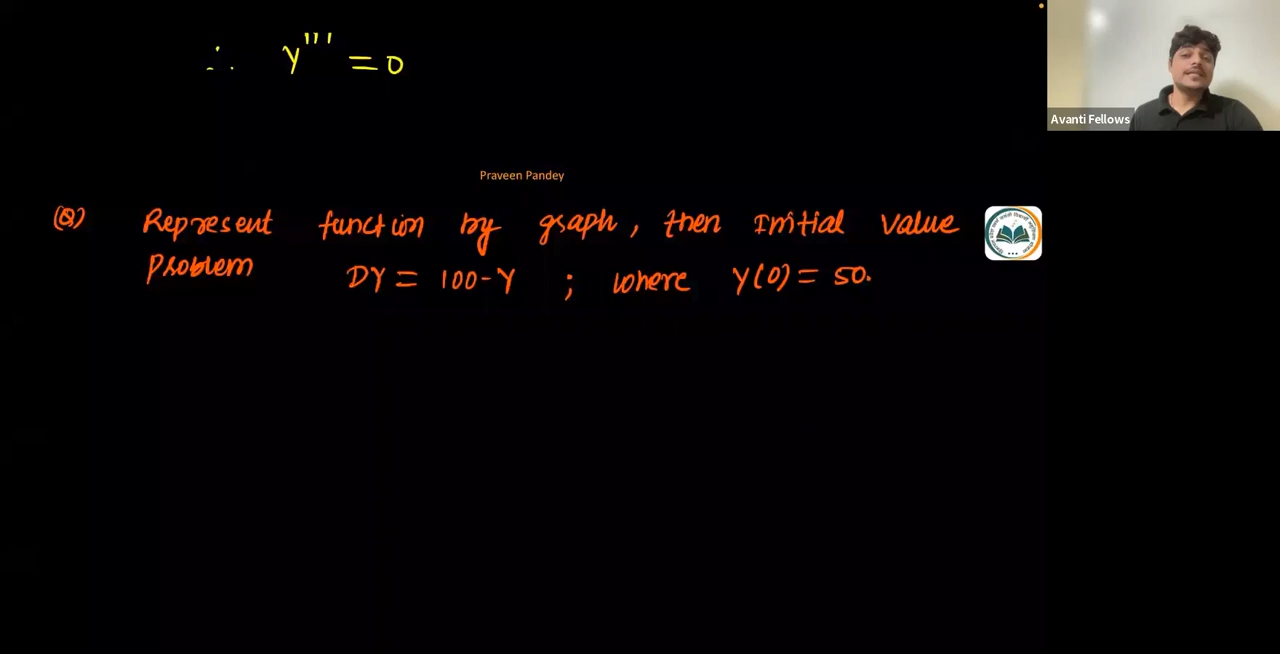 ∴ y''' = 0
Avanti Fellows
Praveen Pandey
(Q) Represent function by graph, then Initial value
problem DY = 100 - Y ; where Y(0) = 50.